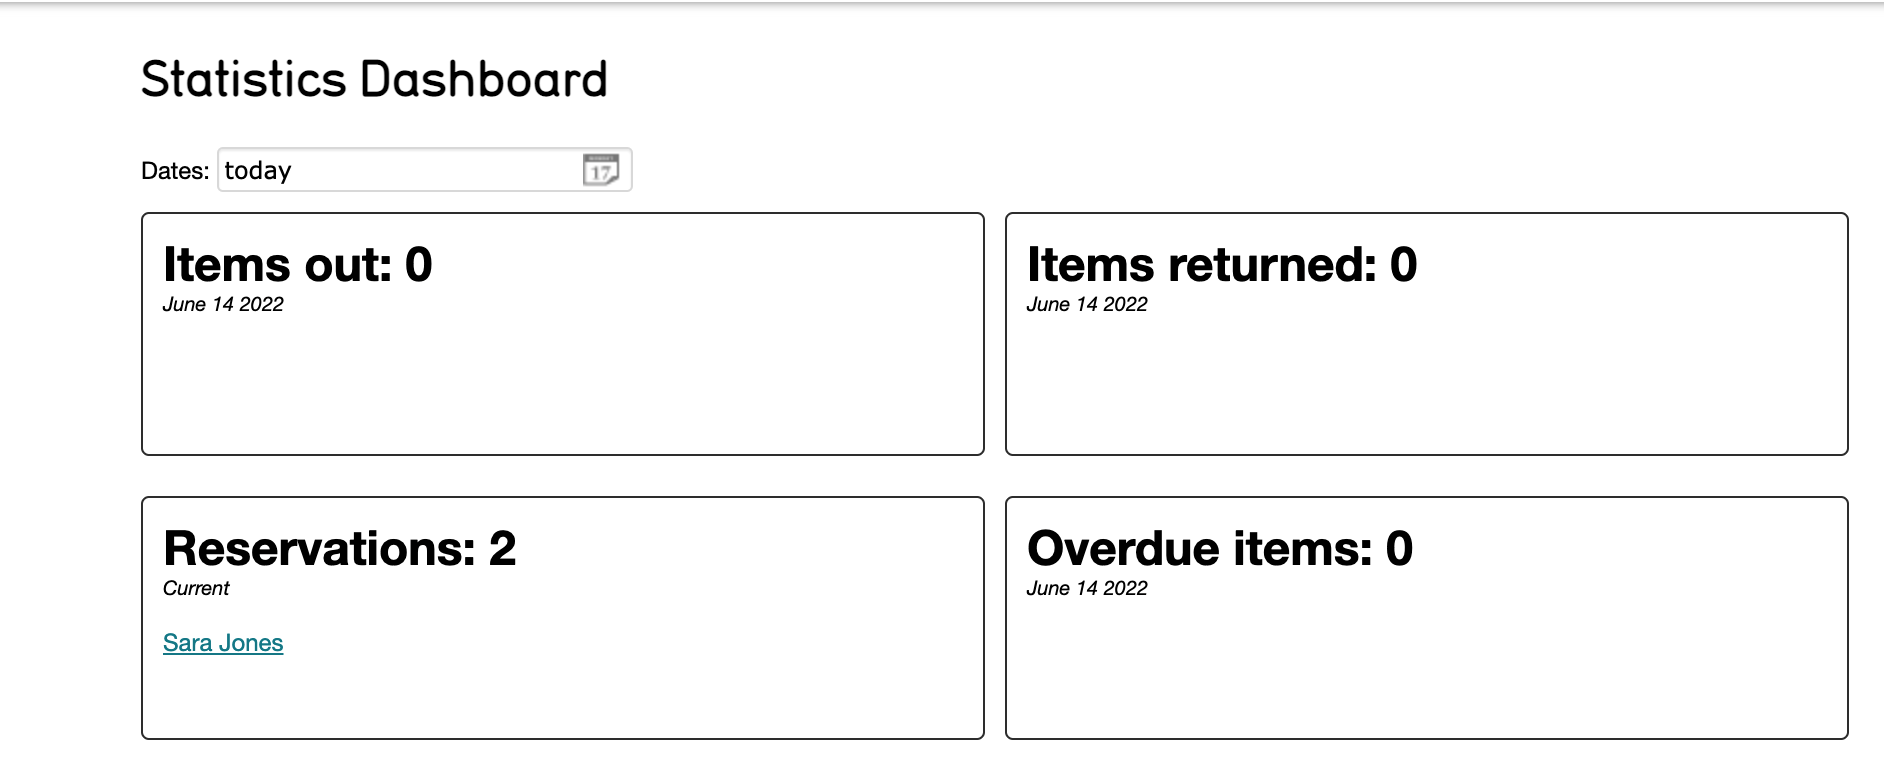 Statistics Dashboard
Dates: today
17
Items out: 0
June 14 2022
Items returned: 0
June 14 2022
Reservations: 2
Current
Sara Jones
Overdue items: 0
June 14 2022